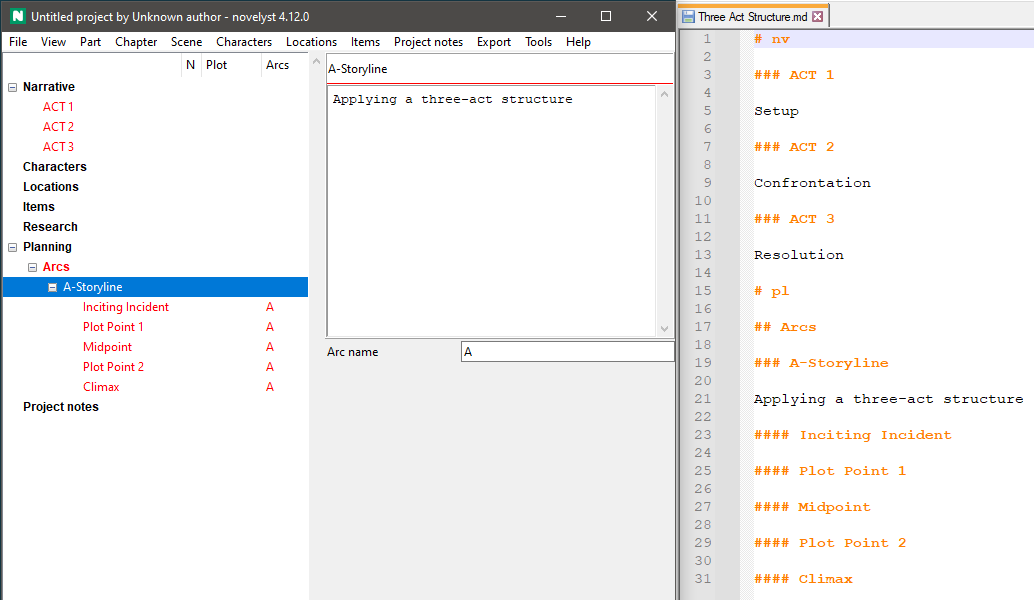 Untitled project by Unknown author - novelyst 4.12.0
File View Part Chapter Scene Characters Locations Items Project notes Export Tools Help
N Plot Arcs
Narrative
ACT 1
ACT 2
ACT 3
Characters
Locations
Items
Research
Planning
Arcs
A-Storyline
Inciting Incident A
Plot Point 1 A
Midpoint A
Plot Point 2 A
Climax A
Project notes
A-Storyline
Applying a three-act structure
Arc name A
Three Act Structure.md
1 # nv
2
3 ### ACT 1
4
5 Setup
6
7 ### ACT 2
8
9 Confrontation
10
11 ### ACT 3
12
13 Resolution
14
15 # pl
16
17 ## Arcs
18
19 ### A-Storyline
20
21 Applying a three-act structure
22
23 #### Inciting Incident
24
25 #### Plot Point 1
26
27 #### Midpoint
28
29 #### Plot Point 2
30
31 #### Climax